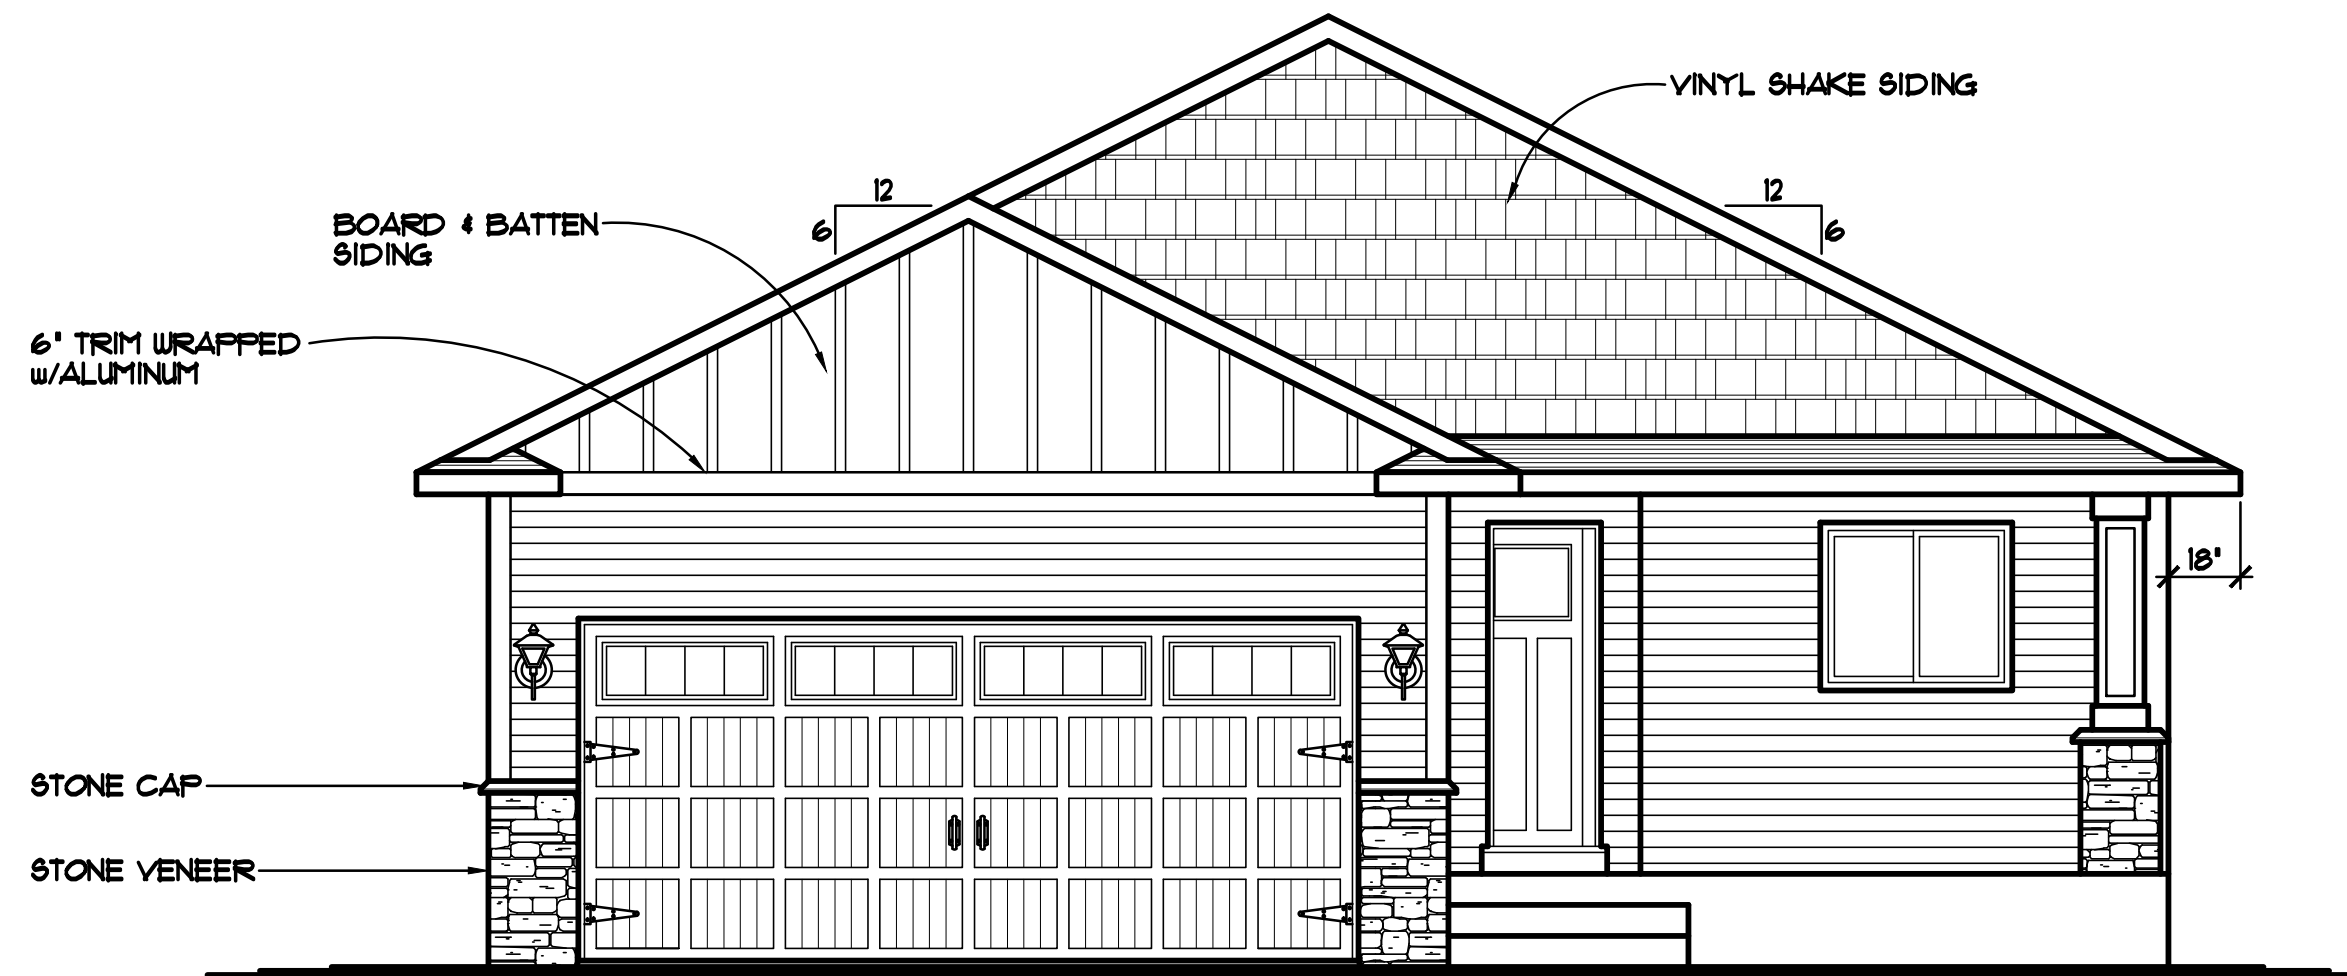 VINYL SHAKE SIDING
12
6
12
6
BOARD & BATTEN
SIDING
6" TRIM WRAPPED
w/ALUMINUM
18"
STONE CAP
STONE VENEER